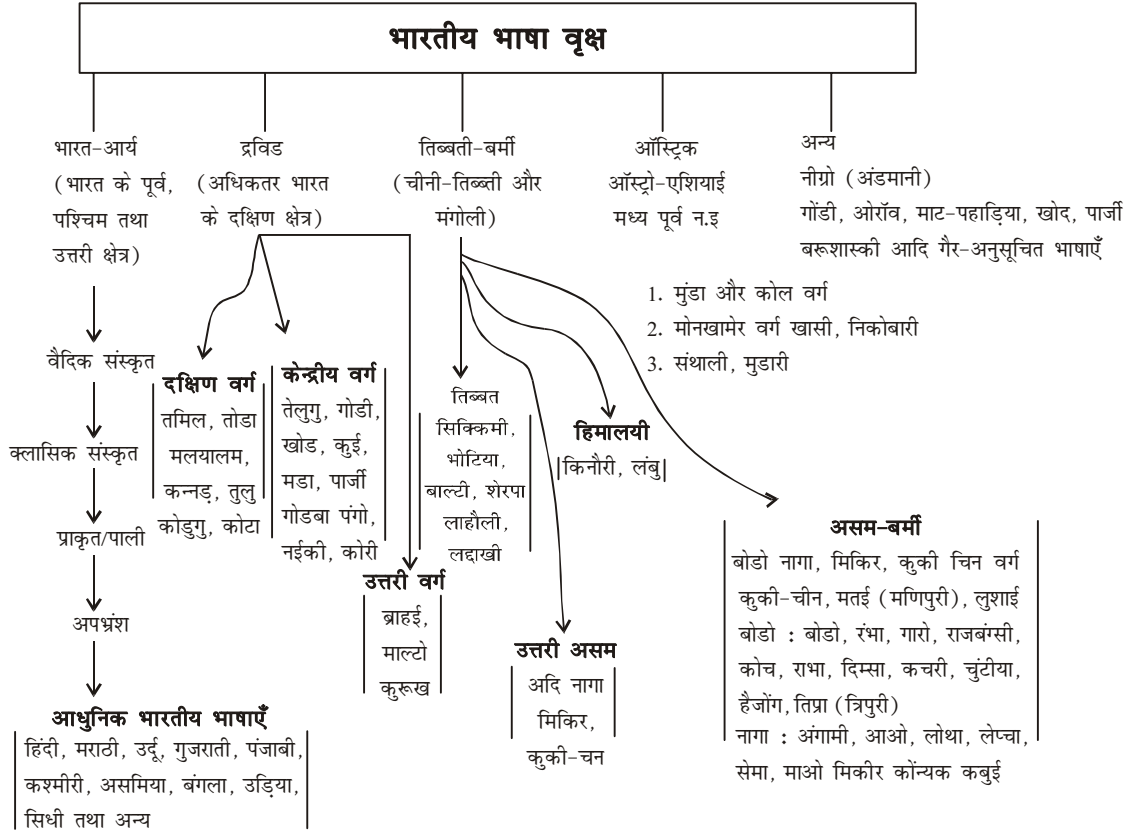 भारतीय भाषा वृक्ष
भारत-आर्य
(भारत के पूर्व,
पश्चिम तथा
उत्तरी क्षेत्र)
वैदिक संस्कृत
क्लासिक संस्कृत
प्राकृत/पाली
अपभ्रंश
आधुनिक भारतीय भाषाएँ
हिंदी, मराठी, उर्दू, गुजराती, पंजाबी,
कश्मीरी, असमिया, बंगला, उड़िया,
सिधी तथा अन्य
द्रविड
(अधिकतर भारत
के दक्षिण क्षेत्र)
दक्षिण वर्ग
तमिल, तोडा
मलयालम,
कन्नड़, तुलु
कोडुगु, कोटा
केन्द्रीय वर्ग
तेलुगु, गोडी,
खोड, कुई,
मडा, पार्जी
गोडबा पंगो,
नईकी, कोरी
उत्तरी वर्ग
ब्राहई,
माल्टो
कुरूख
तिब्बती-बर्मी
(चीनी-तिब्ब्ती और
मंगोली)
तिब्बत
सिक्किमी,
भोटिया,
बाल्टी, शेरपा
लाहौली,
लद्दाखी
उत्तरी असम
अदि नागा
मिकिर,
कुकी-चन
हिमालयी
किनौरी, लंबु
असम-बर्मी
बोडो नागा, मिकिर, कुकी चिन वर्ग
कुकी-चीन, मतई (मणिपुरी), लुशाई
बोडो : बोडो, रंभा, गारो, राजबंग्सी,
कोच, राभा, दिम्सा, कचरी, चुंटीया,
हैजोंग, तिप्रा (त्रिपुरी)
नागा : अंगामी, आओ, लोथा, लेप्चा,
सेमा, माओ मिकीर कोंन्यक कबुई
ऑस्ट्रिक
ऑस्ट्रो-एशियाई
मध्य पूर्व न.इ
1. मुंडा और कोल वर्ग
2. मोनखामेर वर्ग खासी, निकोबारी
3. संथाली, मुडारी
अन्य
नीग्रो (अंडमानी)
गोंडी, ओरॉव, माट-पहाड़िया, खोद, पार्जी
बरूशास्की आदि गैर-अनुसूचित भाषाएँ